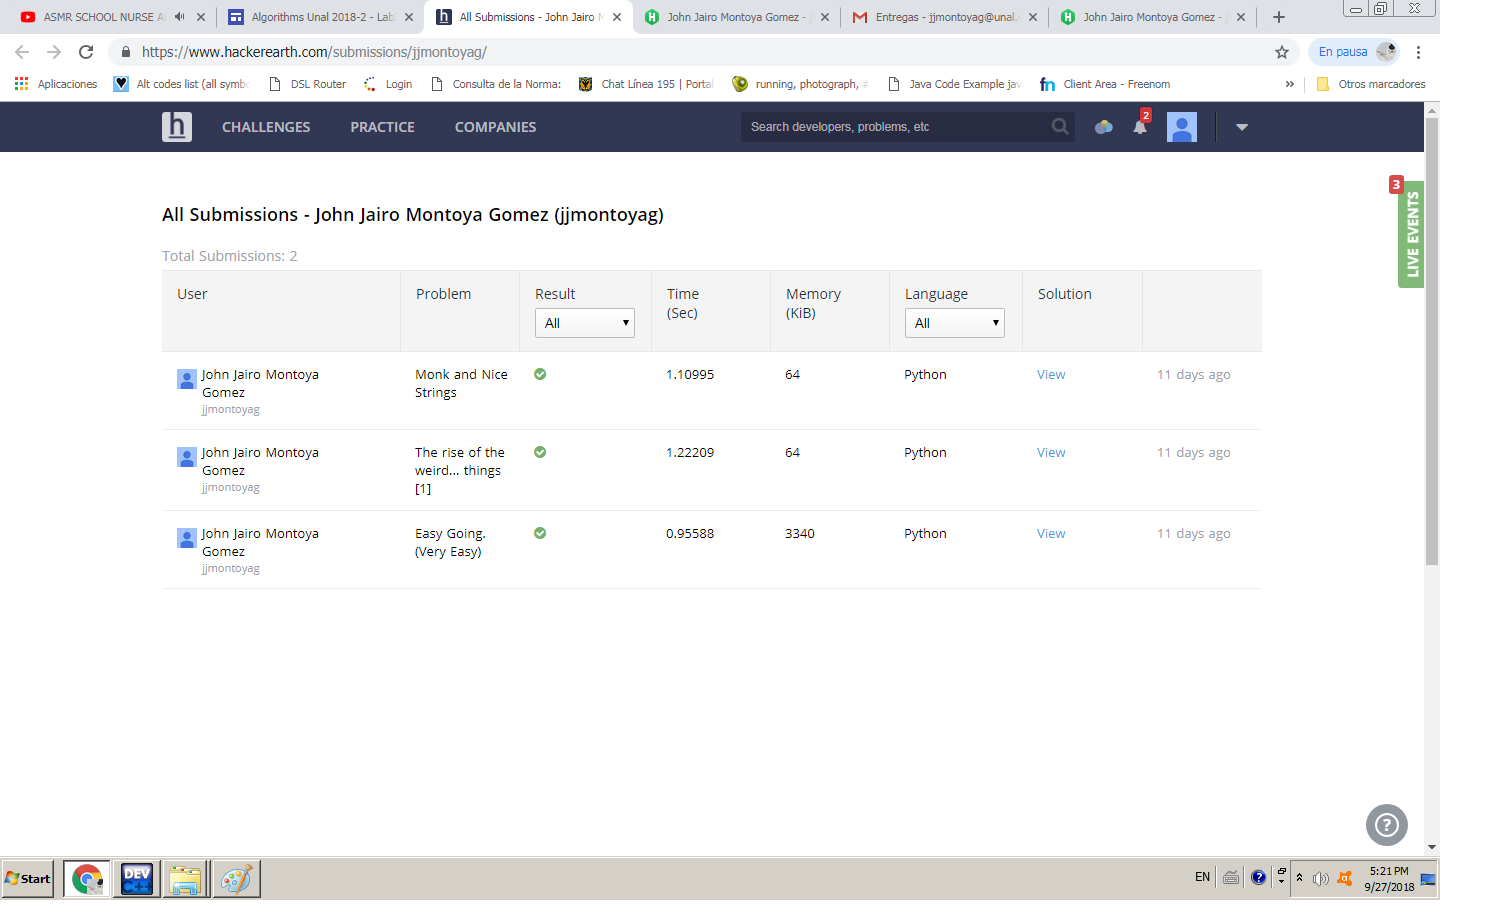 ASMR SCHOOL NURSE
Algorithms Unal 2018-2 - Lab
All Submissions - John Jairo
John Jairo Montoya Gomez -
Entregas - jjmontoyag@unal.
John Jairo Montoya Gomez -
https://www.hackerearth.com/submissions/jjmontoyag/
En pausa
Aplicaciones
Alt codes list (all symbo
DSL Router
Login
Consulta de la Norma:
Chat Línea 195 | Portal
running, photograph,
Java Code Example jav
Client Area - Freenom
»
Otros marcadores
h
CHALLENGES
PRACTICE
COMPANIES
Search developers, problems, etc
2
3
LIVE EVENTS
All Submissions - John Jairo Montoya Gomez (jjmontoyag)
Total Submissions: 2
User
Problem
Result
All
Time
(Sec)
Memory
(KiB)
Language
All
Solution
John Jairo Montoya
Gomez
jjmontoyag
Monk and Nice
Strings
1.10995
64
Python
View
11 days ago
John Jairo Montoya
Gomez
jjmontoyag
The rise of the
weird... things
[1]
1.22209
64
Python
View
11 days ago
John Jairo Montoya
Gomez
jjmontoyag
Easy Going.
(Very Easy)
0.95588
3340
Python
View
11 days ago
?
Start
DEV
C++
EN
?
5:21 PM
9/27/2018